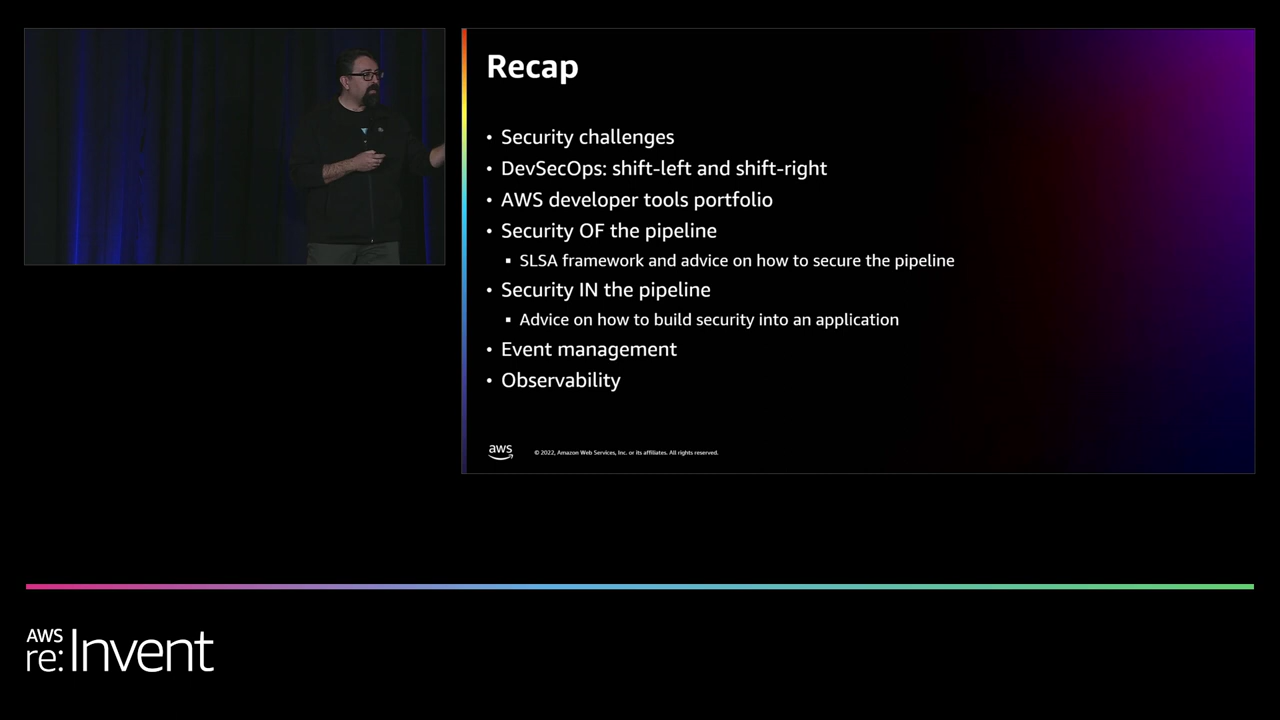 Recap
• Security challenges
• DevSecOps: shift-left and shift-right
• AWS developer tools portfolio
• Security OF the pipeline
▪ SLSA framework and advice on how to secure the pipeline
• Security IN the pipeline
▪ Advice on how to build security into an application
• Event management
• Observability
aws
© 2022, Amazon Web Services, Inc. or its affiliates. All rights reserved.
AWS
re:Invent